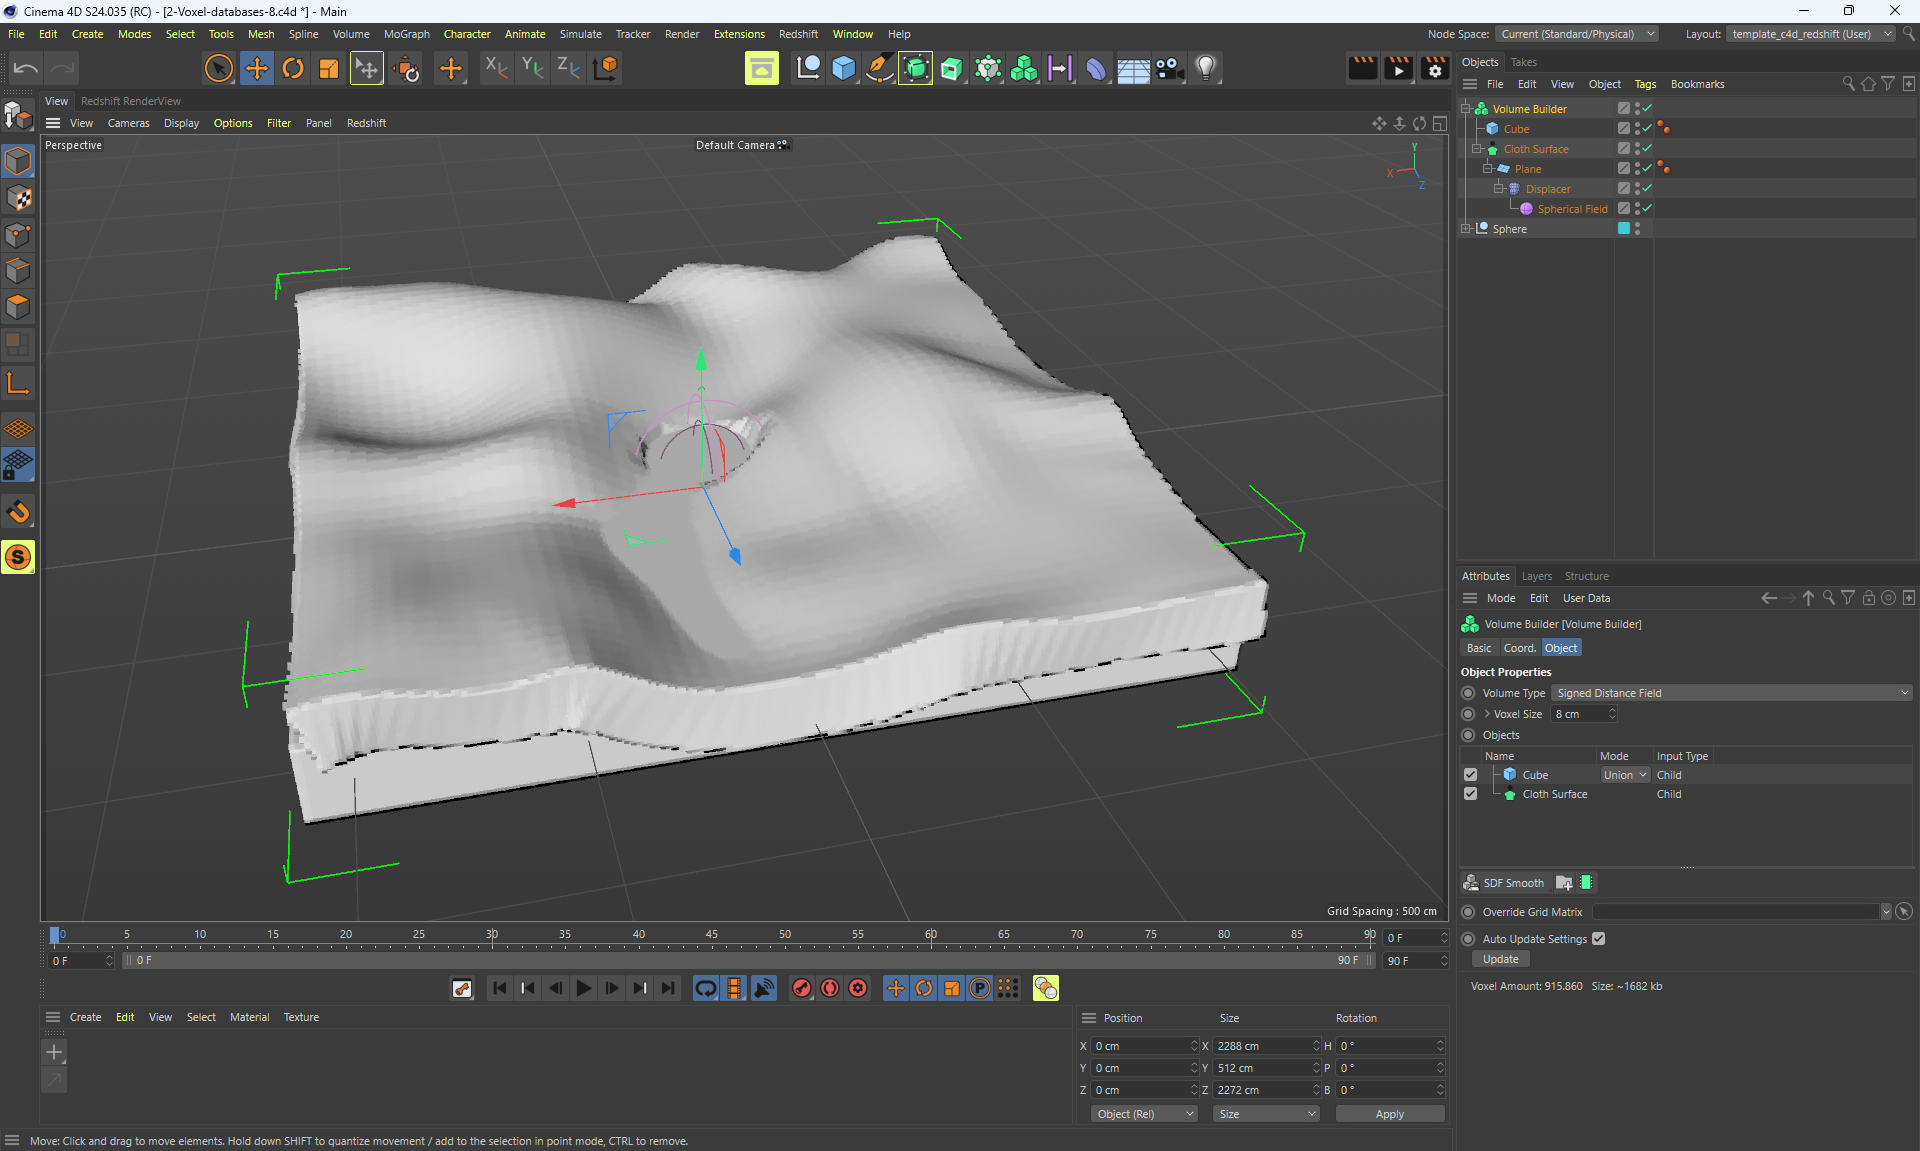 Cinema 4D S24.035 (RC) - [2-Voxel-databases-8.c4d *] - Main
File Edit Create Modes Select Tools Mesh Spline Volume MoGraph Character Animate Simulate Tracker Render Extensions Redshift Window Help
Node Space: Current (Standard/Physical) Layout: template_c4d_redshift (User)
X Y Z
View Redshift RenderView
View Cameras Display Options Filter Panel Redshift
Perspective
Default Camera
Y
X
Z
Grid Spacing : 500 cm
Objects Takes
File Edit View Object Tags Bookmarks
Volume Builder
Cube
Cloth Surface
Plane
Displacer
Spherical Field
Sphere
Attributes Layers Structure
Mode Edit User Data
Volume Builder [Volume Builder]
Basic Coord. Object
Object Properties
Volume Type Signed Distance Field
> Voxel Size 8 cm
Objects
Name Mode Input Type
Cube Union Child
Cloth Surface Child
SDF Smooth
Override Grid Matrix
Auto Update Settings
Update
Voxel Amount: 915.860 Size: ~1682 kb
0 5 10 15 20 25 30 35 40 45 50 55 60 65 70 75 80 85 90 0 F
0 F 0 F 90 F 90 F
P
S
Create Edit View Select Material Texture
Position Size Rotation
X 0 cm X 2288 cm H 0 °
Y 0 cm Y 512 cm P 0 °
Z 0 cm Z 2272 cm B 0 °
Object (Rel) Size Apply
Move: Click and drag to move elements. Hold down SHIFT to quantize movement / add to the selection in point mode, CTRL to remove.